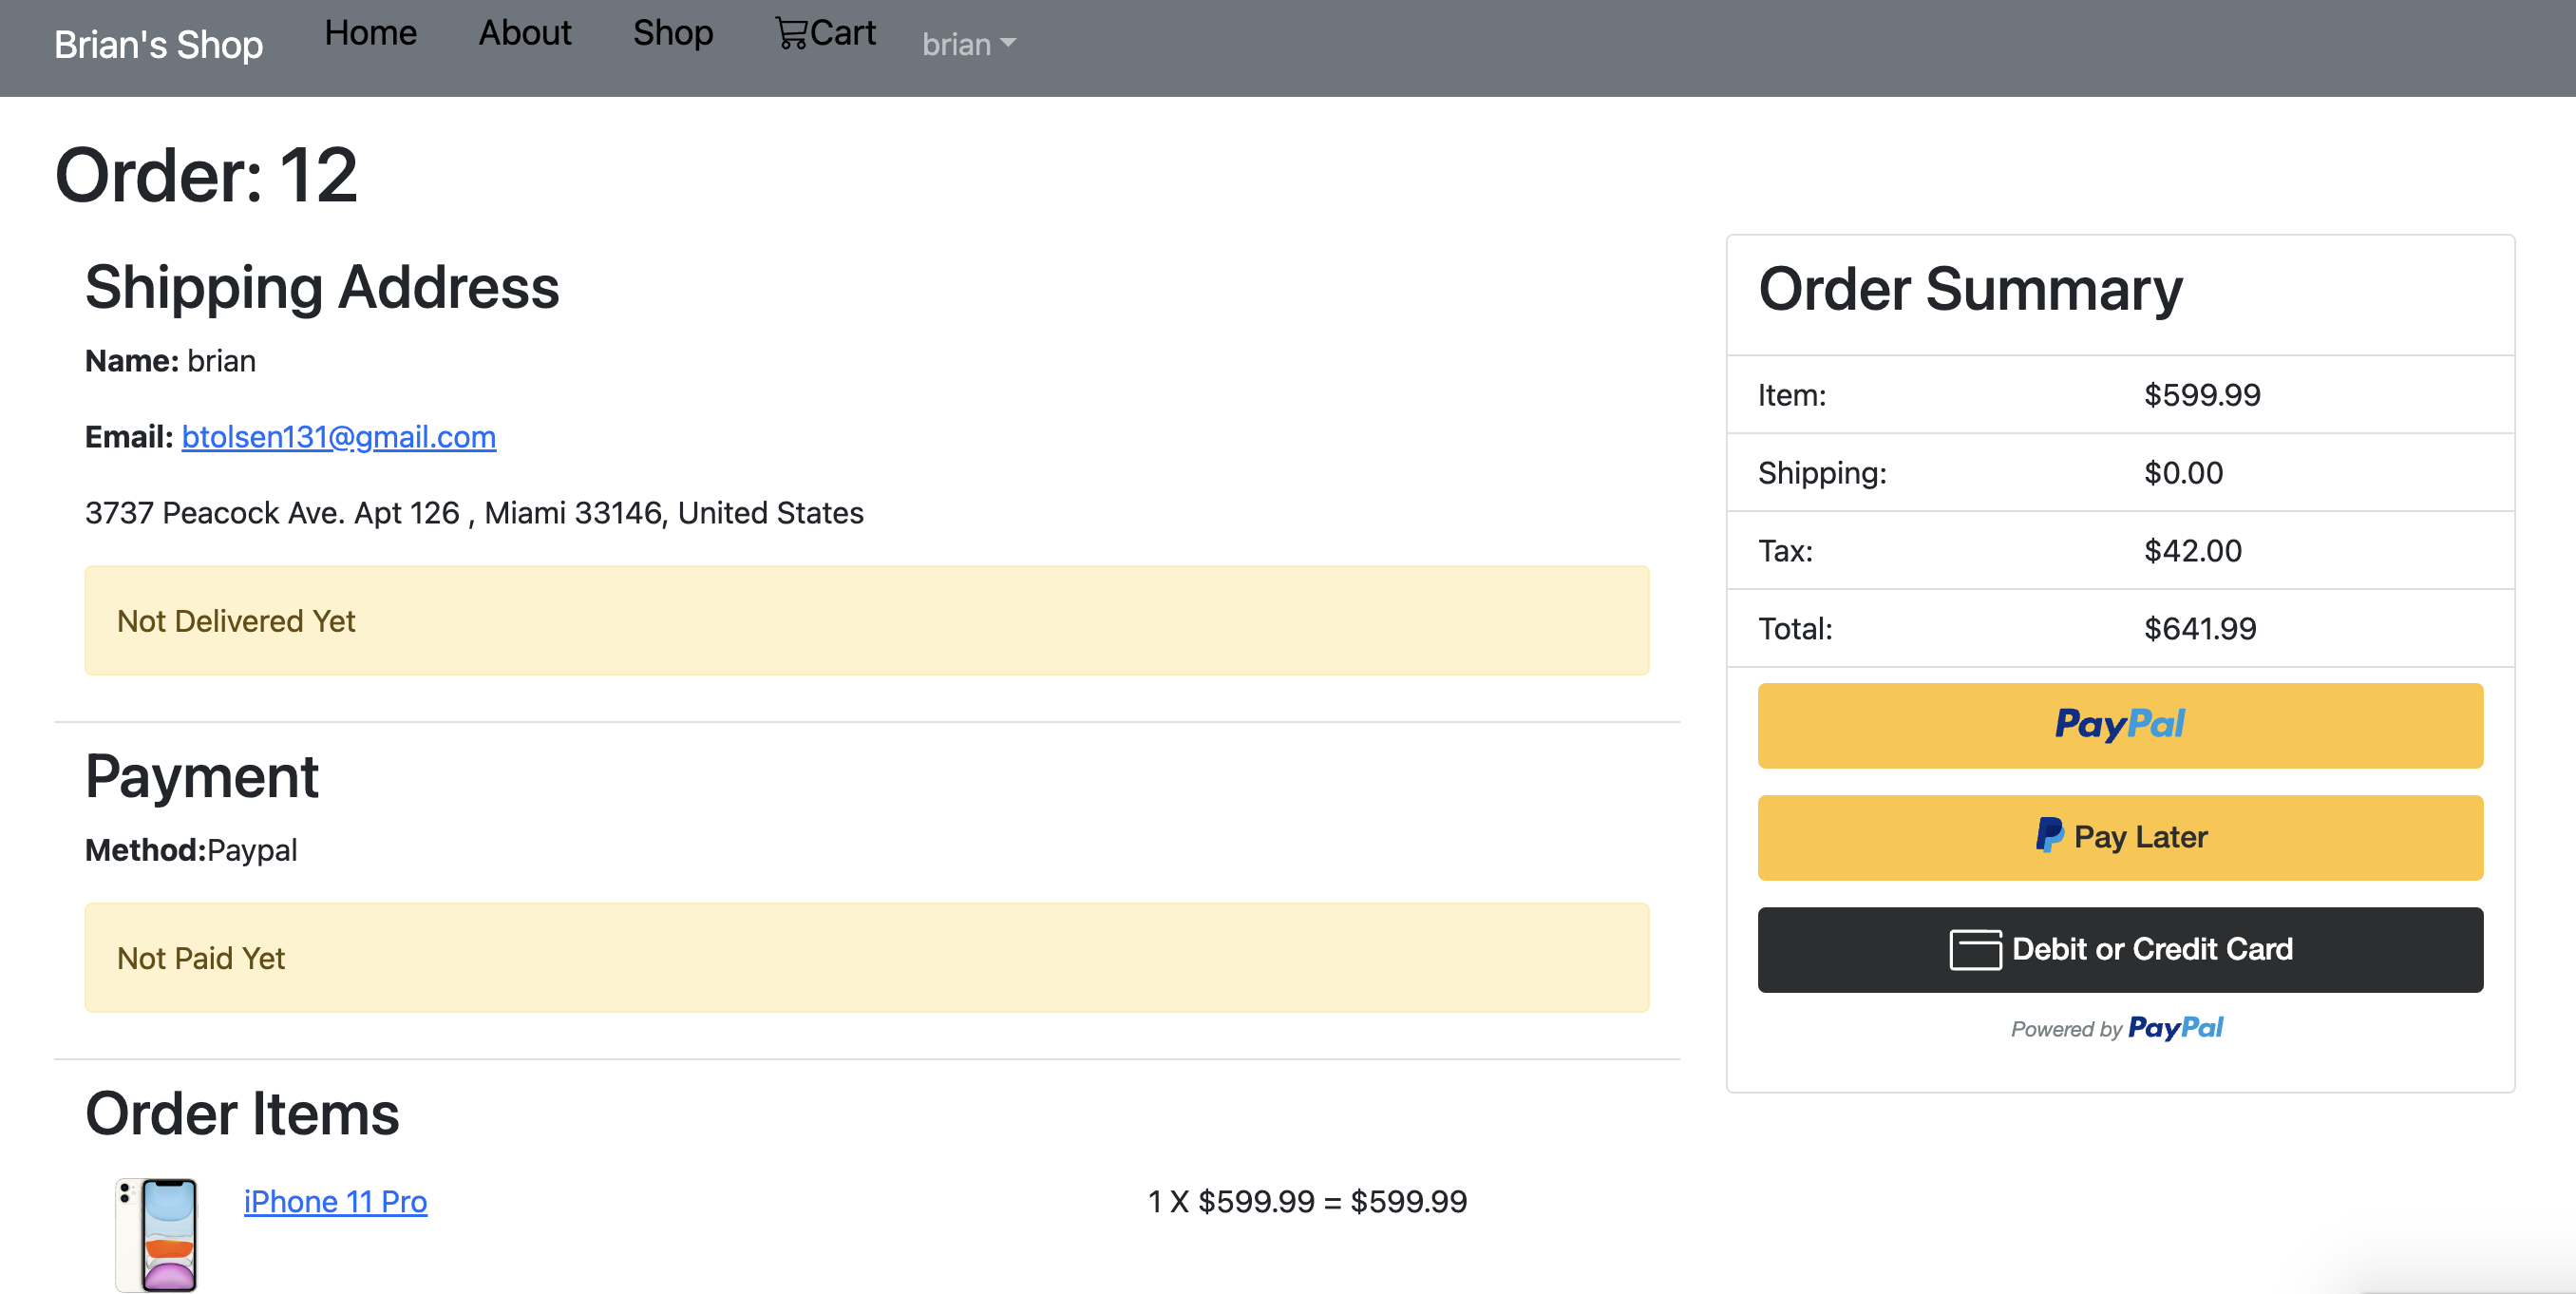 Brian's Shop
Home
About
Shop
Cart
brian
Order: 12
Shipping Address
Name: brian
Email: btolsen131@gmail.com
3737 Peacock Ave. Apt 126 , Miami 33146, United States
Not Delivered Yet
Payment
Method:Paypal
Not Paid Yet
Order Items
iPhone 11 Pro
1 X $599.99 = $599.99
Order Summary
Item: $599.99
Shipping: $0.00
Tax: $42.00
Total: $641.99
PayPal
Pay Later
Debit or Credit Card
Powered by PayPal